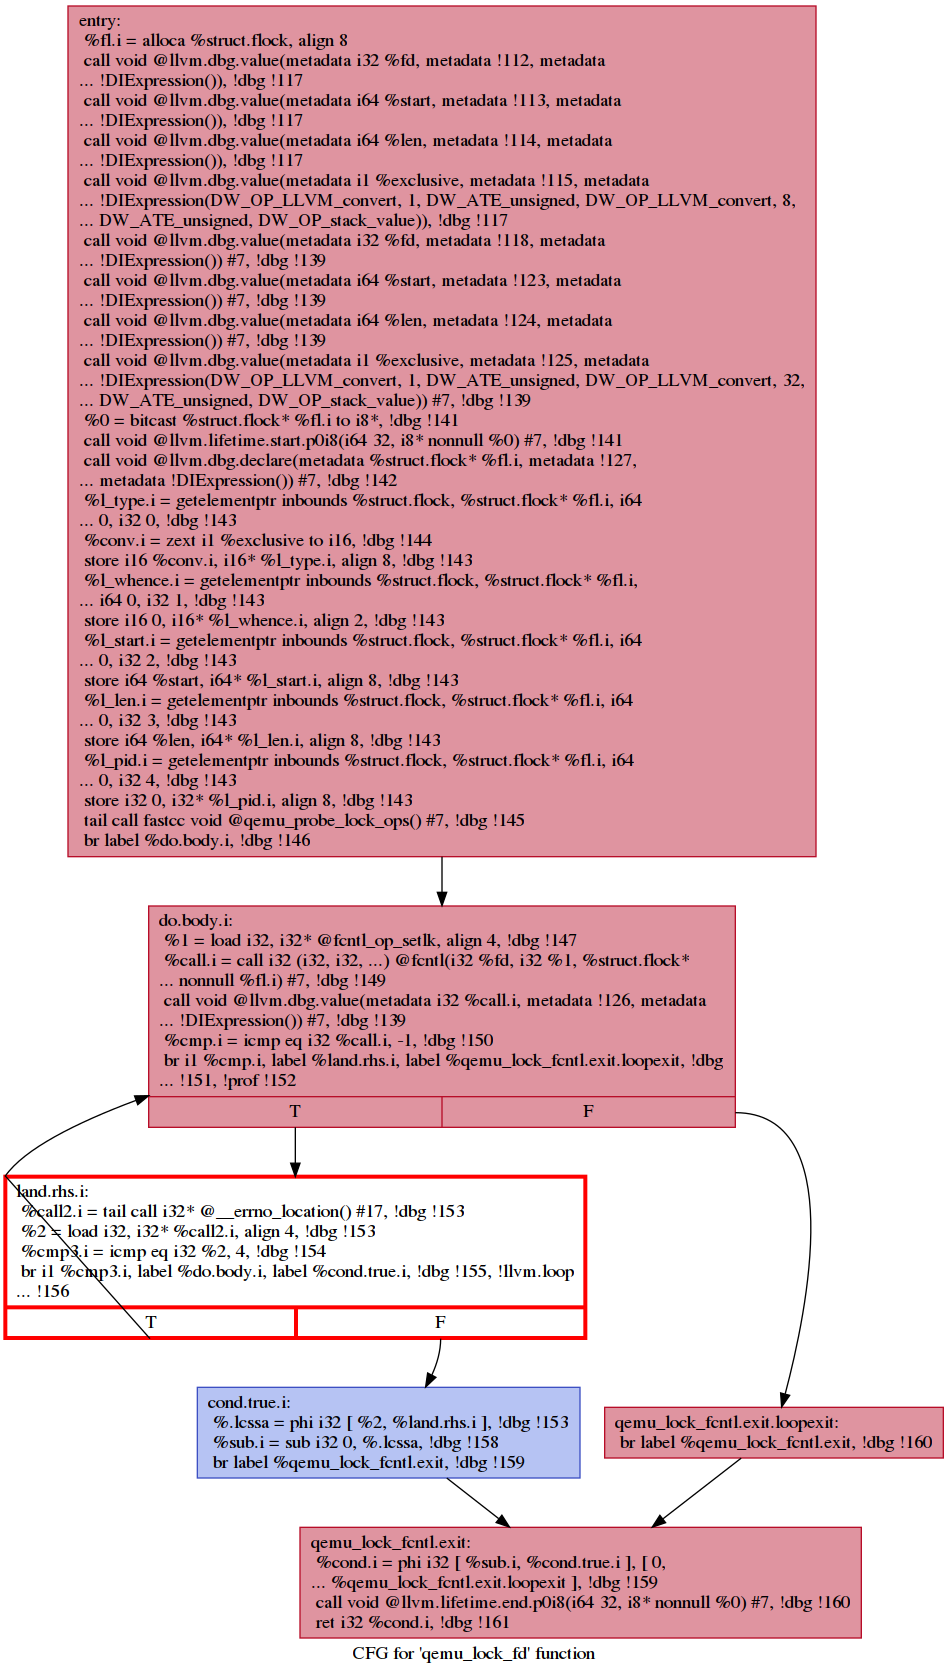 entry:
%fl.i = alloca %struct.flock, align 8
call void @llvm.dbg.value(metadata i32 %fd, metadata !112, metadata
... !DIExpression()), !dbg !117
call void @llvm.dbg.value(metadata i64 %start, metadata !113, metadata
... !DIExpression()), !dbg !117
call void @llvm.dbg.value(metadata i64 %len, metadata !114, metadata
... !DIExpression()), !dbg !117
call void @llvm.dbg.value(metadata i1 %exclusive, metadata !115, metadata
... !DIExpression(DW_OP_LLVM_convert, 1, DW_ATE_unsigned, DW_OP_LLVM_convert, 8,
... DW_ATE_unsigned, DW_OP_stack_value)), !dbg !117
call void @llvm.dbg.value(metadata i32 %fd, metadata !118, metadata
... !DIExpression()) #7, !dbg !139
call void @llvm.dbg.value(metadata i64 %start, metadata !123, metadata
... !DIExpression()) #7, !dbg !139
call void @llvm.dbg.value(metadata i64 %len, metadata !124, metadata
... !DIExpression()) #7, !dbg !139
call void @llvm.dbg.value(metadata i1 %exclusive, metadata !125, metadata
... !DIExpression(DW_OP_LLVM_convert, 1, DW_ATE_unsigned, DW_OP_LLVM_convert, 32,
... DW_ATE_unsigned, DW_OP_stack_value)) #7, !dbg !139
%0 = bitcast %struct.flock* %fl.i to i8*, !dbg !141
call void @llvm.lifetime.start.p0i8(i64 32, i8* nonnull %0) #7, !dbg !141
call void @llvm.dbg.declare(metadata %struct.flock* %fl.i, metadata !127,
... metadata !DIExpression()) #7, !dbg !142
%l_type.i = getelementptr inbounds %struct.flock, %struct.flock* %fl.i, i64
... 0, i32 0, !dbg !143
%conv.i = zext i1 %exclusive to i16, !dbg !144
store i16 %conv.i, i16* %l_type.i, align 8, !dbg !143
%l_whence.i = getelementptr inbounds %struct.flock, %struct.flock* %fl.i,
... i64 0, i32 1, !dbg !143
store i16 0, i16* %l_whence.i, align 2, !dbg !143
%l_start.i = getelementptr inbounds %struct.flock, %struct.flock* %fl.i, i64
... 0, i32 2, !dbg !143
store i64 %start, i64* %l_start.i, align 8, !dbg !143
%l_len.i = getelementptr inbounds %struct.flock, %struct.flock* %fl.i, i64
... 0, i32 3, !dbg !143
store i64 %len, i64* %l_len.i, align 8, !dbg !143
%l_pid.i = getelementptr inbounds %struct.flock, %struct.flock* %fl.i, i64
... 0, i32 4, !dbg !143
store i32 0, i32* %l_pid.i, align 8, !dbg !143
tail call fastcc void @qemu_probe_lock_ops() #7, !dbg !145
br label %do.body.i, !dbg !146
do.body.i:
%1 = load i32, i32* @fcntl_op_setlk, align 4, !dbg !147
%call.i = call i32 (i32, i32, ...) @fcntl(i32 %fd, i32 %1, %struct.flock*
... nonnull %fl.i) #7, !dbg !149
call void @llvm.dbg.value(metadata i32 %call.i, metadata !126, metadata
... !DIExpression()) #7, !dbg !139
%cmp.i = icmp eq i32 %call.i, -1, !dbg !150
br i1 %cmp.i, label %land.rhs.i, label %qemu_lock_fcntl.exit.loopexit, !dbg
... !151, !prof !152
T F
land.rhs.i:
%call2.i = tail call i32* @__errno_location() #17, !dbg !153
%2 = load i32, i32* %call2.i, align 4, !dbg !153
%cmp3.i = icmp eq i32 %2, 4, !dbg !154
br i1 %cmp3.i, label %do.body.i, label %cond.true.i, !dbg !155, !llvm.loop
... !156
T F
cond.true.i:
%.lcssa = phi i32 [ %2, %land.rhs.i ], !dbg !153
%sub.i = sub i32 0, %.lcssa, !dbg !158
br label %qemu_lock_fcntl.exit, !dbg !159
qemu_lock_fcntl.exit.loopexit:
br label %qemu_lock_fcntl.exit, !dbg !160
qemu_lock_fcntl.exit:
%cond.i = phi i32 [ %sub.i, %cond.true.i ], [ 0,
... %qemu_lock_fcntl.exit.loopexit ], !dbg !159
call void @llvm.lifetime.end.p0i8(i64 32, i8* nonnull %0) #7, !dbg !160
ret i32 %cond.i, !dbg !161
CFG for 'qemu_lock_fd' function